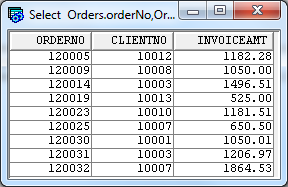 Select Orders.orderNo,Or...
ORDERNO CLIENTNO INVOICEAMT
120005 10012 1182.28
120009 10008 1050.00
120014 10003 1496.51
120019 10013 525.00
120023 10010 1181.51
120025 10007 650.50
120030 10001 1050.01
120031 10003 1206.97
120032 10007 1864.53